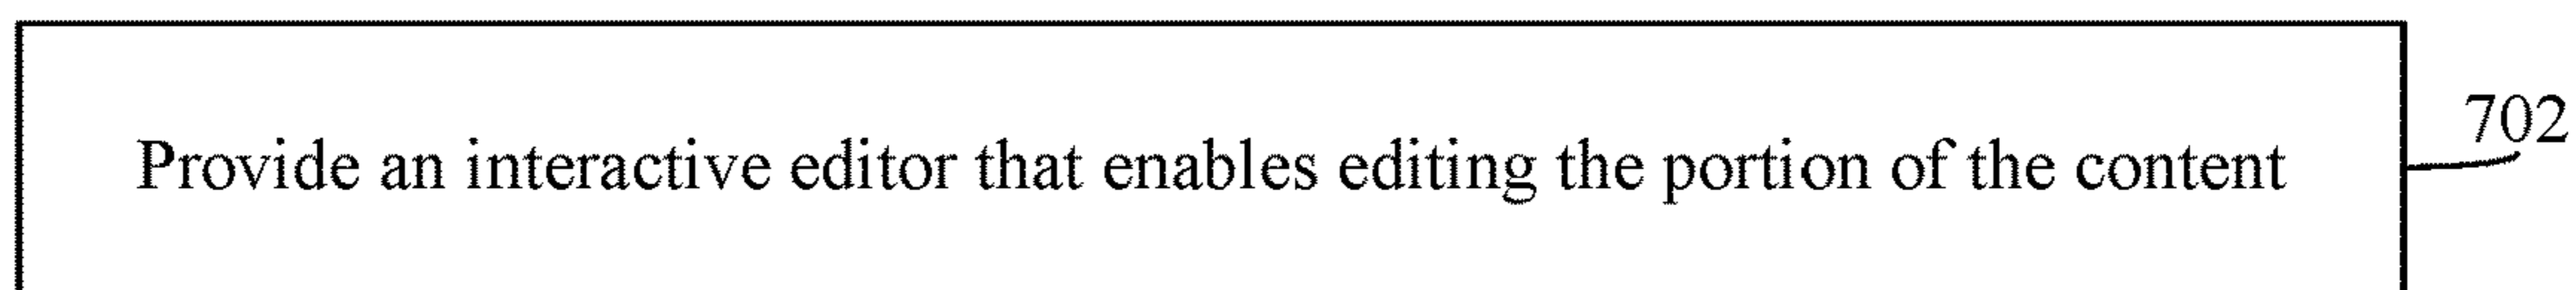 702
Provide an interactive editor that enables editing the portion of the content